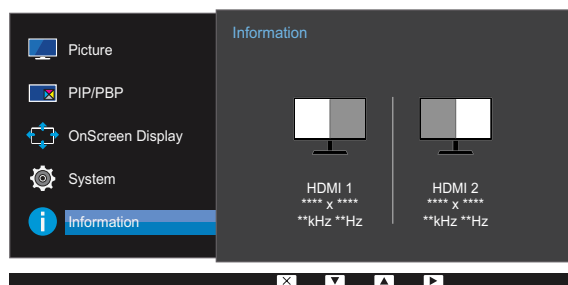 Information
Picture
PIP/PBP
OnScreen Display
System
Information
HDMI 1
**** x ****
**kHz **Hz
HDMI 2
**** x ****
**kHz **Hz